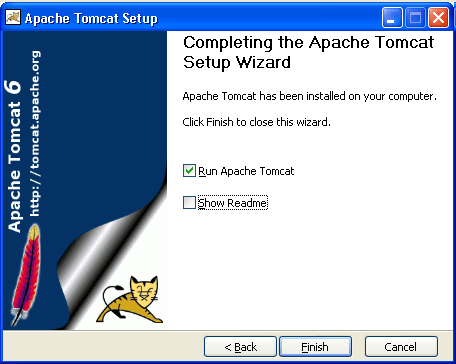 Apache Tomcat Setup
Completing the Apache Tomcat
Setup Wizard
Apache Tomcat has been installed on your computer.
Click Finish to close this wizard.
Run Apache Tomcat
Show Readme
Apache Tomcat 6
http://tomcat.apache.org
< Back
Finish
Cancel